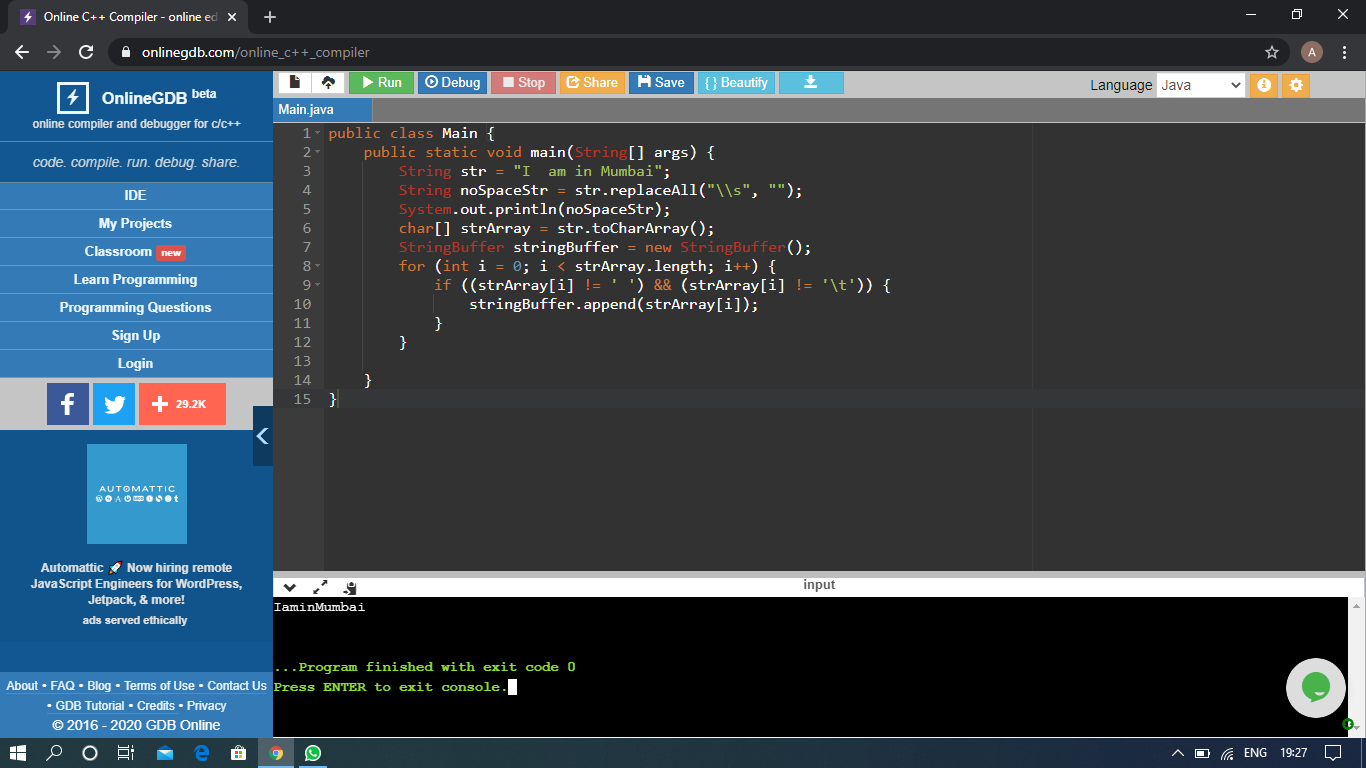 Online C++ Compiler - online ed
onlinegdb.com/online_c++_compiler
A
OnlineGDB beta
online compiler and debugger for c/c++
code. compile. run. debug. share.
IDE
My Projects
Classroom new
Learn Programming
Programming Questions
Sign Up
Login
29.2K
AUTOMATTIC
Automattic 🚀 Now hiring remote
JavaScript Engineers for WordPress,
Jetpack, & more!
ads served ethically
About • FAQ • Blog • Terms of Use • Contact Us
• GDB Tutorial • Credits • Privacy
© 2016 - 2020 GDB Online
Run Debug Stop Share Save { } Beautify
Language Java
Main.java
1 public class Main {
2     public static void main(String[] args) {
3         String str = "I  am in Mumbai";
4         String noSpaceStr = str.replaceAll("\\s", "");
5         System.out.println(noSpaceStr);
6         char[] strArray = str.toCharArray();
7         StringBuffer stringBuffer = new StringBuffer();
8         for (int i = 0; i < strArray.length; i++) {
9             if ((strArray[i] != ' ') && (strArray[i] != '\t')) {
10                 stringBuffer.append(strArray[i]);
11             }
12         }
13
14     }
15 }
input
IaminMumbai
...Program finished with exit code 0
Press ENTER to exit console.
ENG 19:27